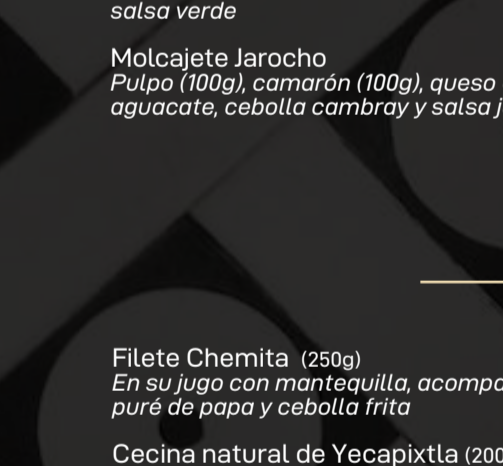 salsa verde
Molcajete Jarocho
Pulpo (100g), camarón (100g), queso
aguacate, cebolla cambray y salsa
Filete Chemita (250g)
En su jugo con mantequilla,
puré de papa y cebolla frita
Cecina natural de Yecapixtla